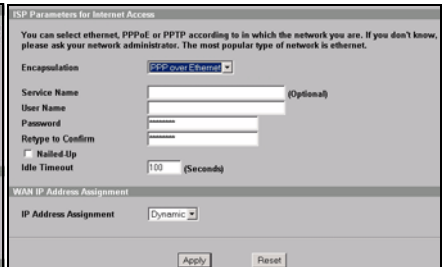 ISP Parameters for Internet Access
You can select ethernet, PPPoE or PPTP according to in which the network you are. If you don't know,
please ask your network administrator. The most popular type of network is ethernet.
Encapsulation PPP over Ethernet
Service Name (Optional)
User Name
Password ********
Retype to Confirm ********
Nailed-Up
Idle Timeout 100 (Seconds)
WAN IP Address Assignment
IP Address Assignment Dynamic
Apply Reset